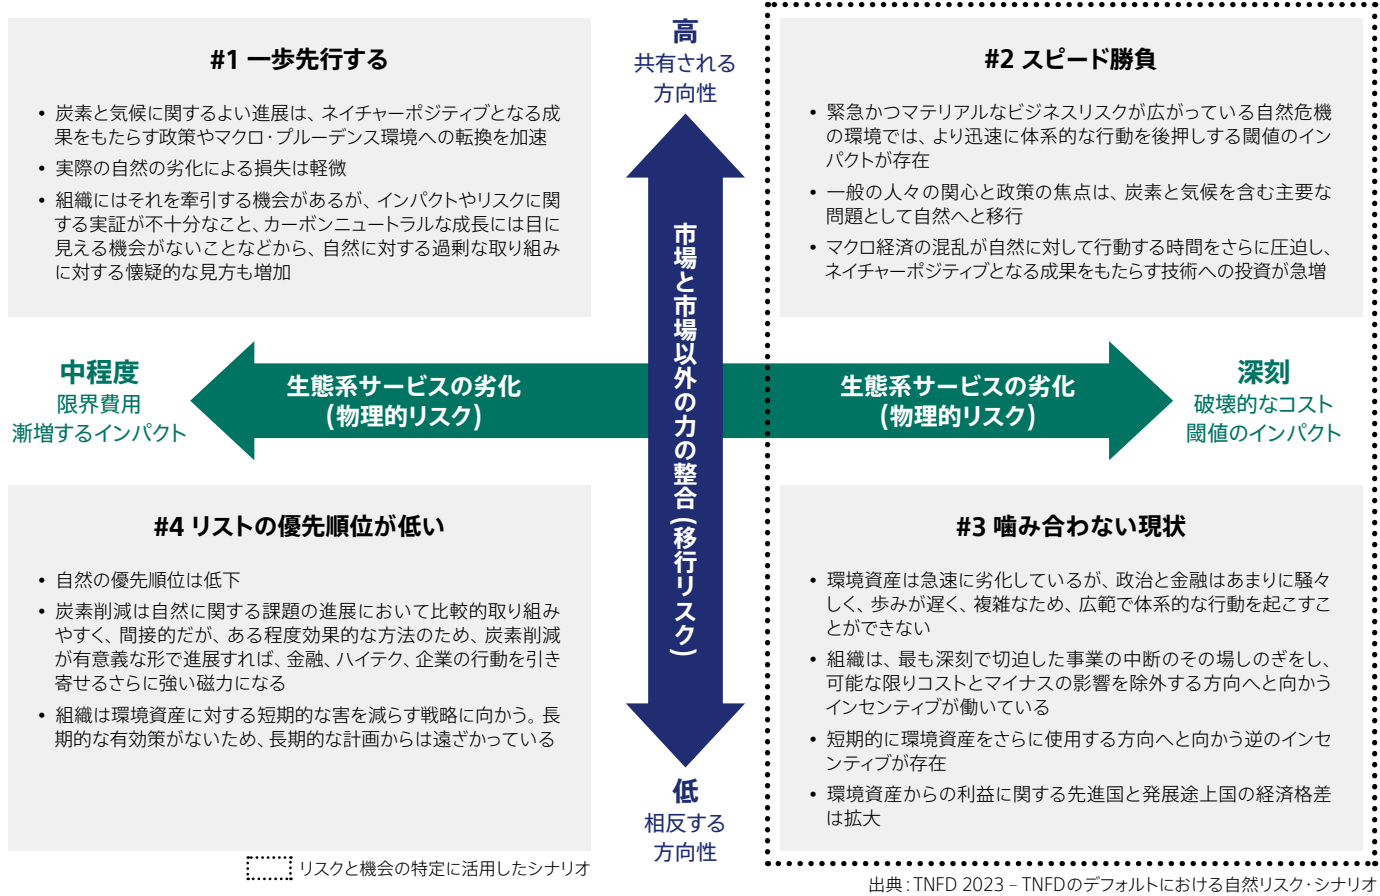 #1 一歩先行する
• 炭素と気候に関するよい進展は、ネイチャーポジティブとなる成
果をもたらす政策やマクロ・プルーデンス環境への転換を加速
• 実際の自然の劣化による損失は軽微
• 組織にはそれを牽引する機会があるが、インパクトやリスクに関
する実証が不十分なこと、カーボンニュートラルな成長には目に
見える機会がないことなどから、自然に対する過剰な取り組み
に対する懐疑的な見方も増加
高
共有される
方向性
#2 スピード勝負
• 緊急かつマテリアルなビジネスリスクが広がっている自然危機
の環境では、より迅速に体系的な行動を後押しする閾値のイン
パクトが存在
• 一般の人々の関心と政策の焦点は、炭素と気候を含む主要な
問題として自然へと移行
• マクロ経済の混乱が自然に対して行動する時間をさらに圧迫し、
ネイチャーポジティブとなる成果をもたらす技術への投資が急増
中程度
限界費用
漸増するインパクト
生態系サービスの劣化
(物理的リスク)
市場と市場以外の力の整合(移行リスク)
生態系サービスの劣化
(物理的リスク)
深刻
破壊的なコスト
閾値のインパクト
#4 リストの優先順位が低い
• 自然の優先順位は低下
• 炭素削減は自然に関する課題の進展において比較的取り組み
やすく、間接的だが、ある程度効果的な方法のため、炭素削減
が有意義な形で進展すれば、金融、ハイテク、企業の行動を引き
寄せるさらに強い磁力になる
• 組織は環境資産に対する短期的な害を減らす戦略に向かう。長
期的な有効策がないため、長期的な計画からは遠ざかっている
低
相反する
方向性
#3 噛み合わない現状
• 環境資産は急速に劣化しているが、政治と金融はあまりに騒々
しく、歩みが遅く、複雑なため、広範で体系的な行動を起こすこ
とができない
• 組織は、最も深刻で切迫した事業の中断のその場しのぎをし、
可能な限りコストとマイナスの影響を除外する方向へと向かう
インセンティブが働いている
• 短期的に環境資産をさらに使用する方向へと向かう逆のインセ
ンティブが存在
• 環境資産からの利益に関する先進国と発展途上国の経済格差
は拡大
リスクと機会の特定に活用したシナリオ
出典:TNFD 2023 – TNFDのデフォルトにおける自然リスク・シナリオ